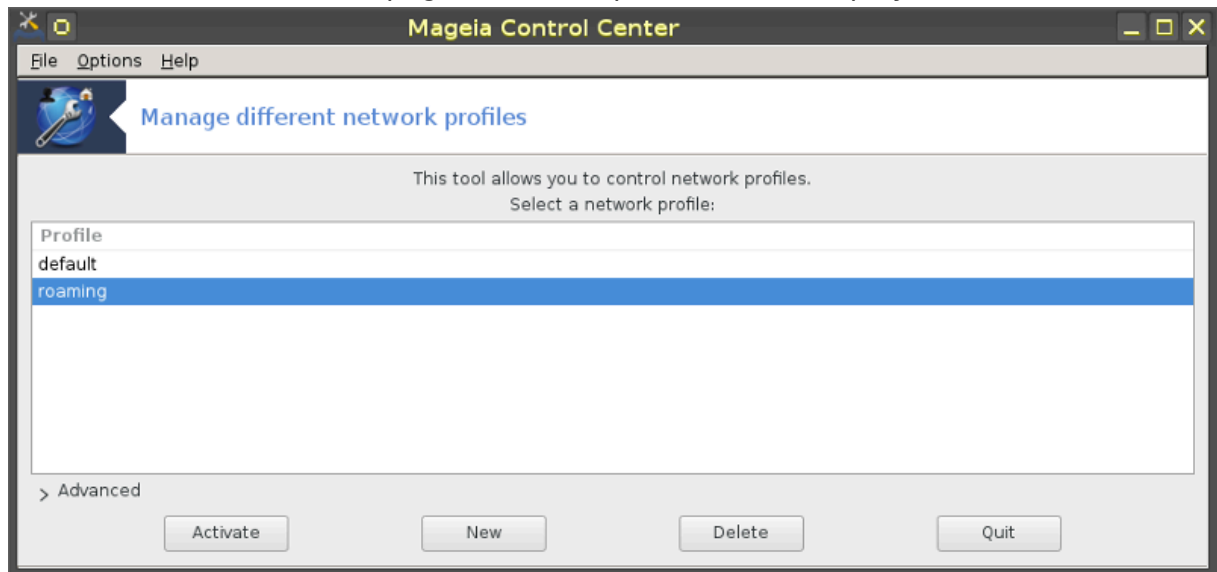 Mageia Control Center
File Options Help
Manage different network profiles
This tool allows you to control network profiles.
Select a network profile:
Profile
default
roaming
Advanced
Activate New Delete Quit